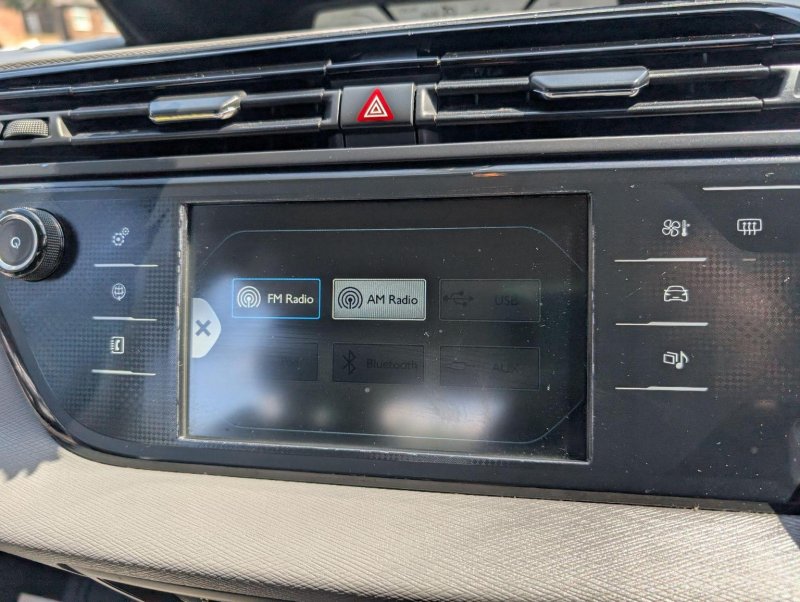 FM Radio
AM Radio
USB
Bluetooth
AUX